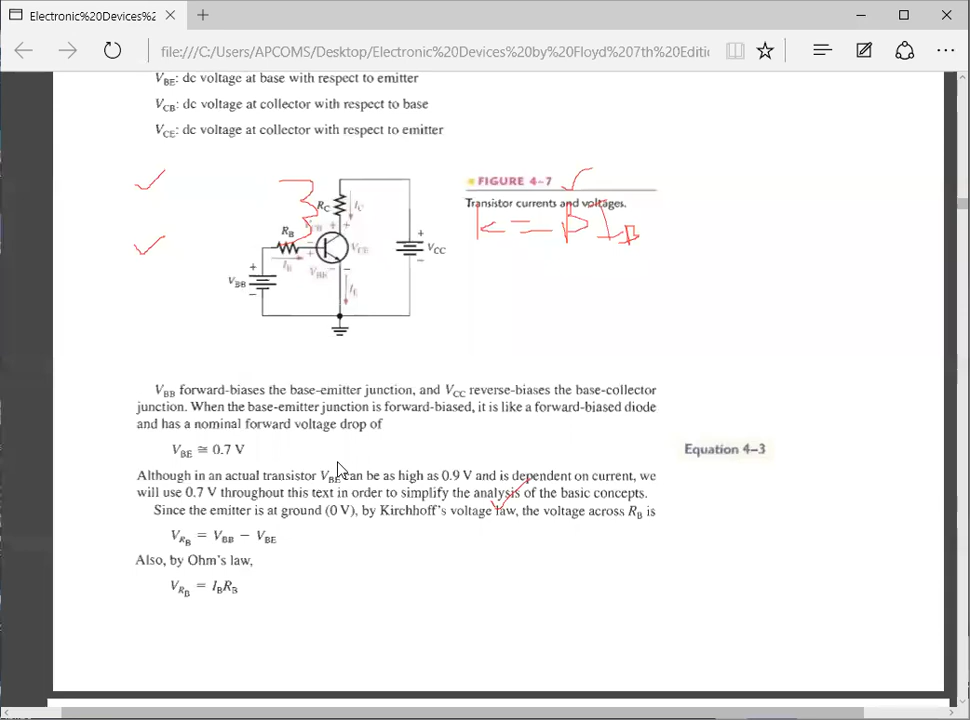 Electronic%20Devices%2
file:///C:/Users/APCOMS/Desktop/Electronic%20Devices%20by%20Floyd%207th%20Editi
VBE: dc voltage at base with respect to emitter
VCB: dc voltage at collector with respect to base
VCE: dc voltage at collector with respect to emitter
FIGURE 4–7
Transistor currents and voltages.
= β IB
RC
IC
RB
VCE
VCC
IB
VBE
VBB
IE
+
−
VBB forward-biases the base-emitter junction, and VCC reverse-biases the base-collector
junction. When the base-emitter junction is forward-biased, it is like a forward-biased diode
and has a nominal forward voltage drop of
VBE ≅ 0.7 V
Equation 4–3
Although in an actual transistor VBE can be as high as 0.9 V and is dependent on current, we
will use 0.7 V throughout this text in order to simplify the analysis of the basic concepts.
Since the emitter is at ground (0 V), by Kirchhoff's voltage law, the voltage across RB is
VRB = VBB − VBE
Also, by Ohm's law,
VRB = IBRB